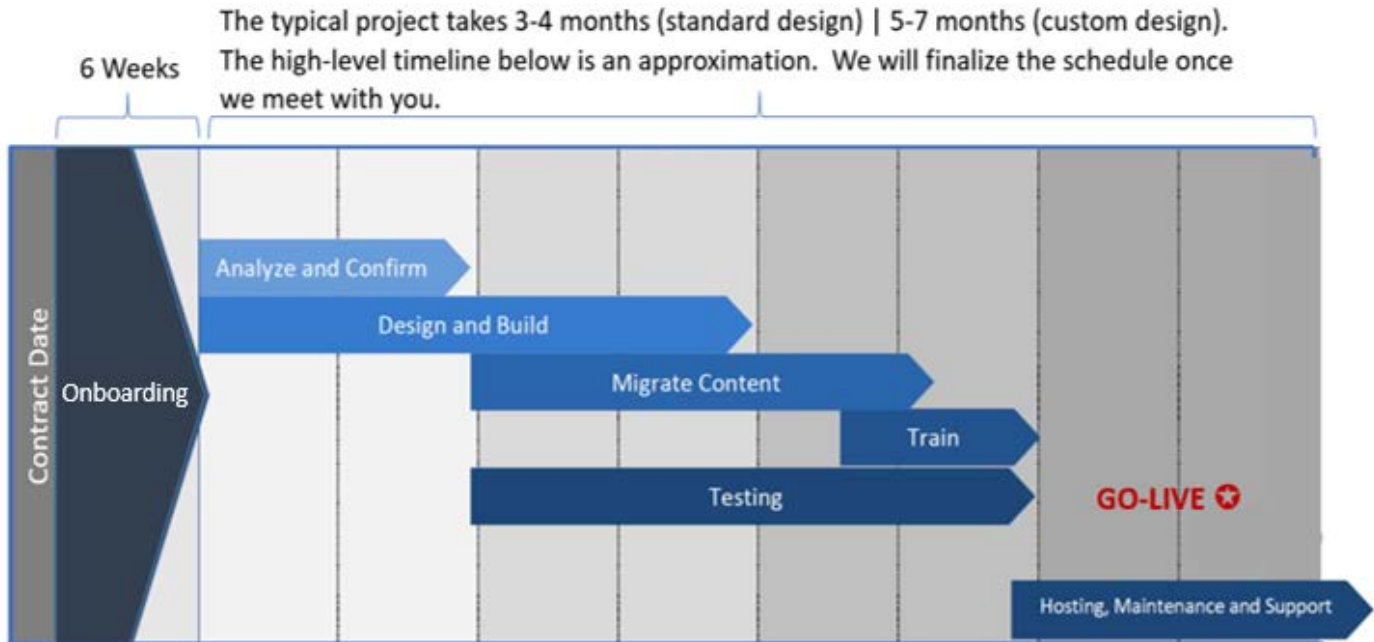 The typical project takes 3-4 months (standard design) | 5-7 months (custom design).
6 Weeks
The high-level timeline below is an approximation.  We will finalize the schedule once
we meet with you.
Contract Date
Onboarding
Analyze and Confirm
Design and Build
Migrate Content
Train
Testing
GO-LIVE
Hosting, Maintenance and Support